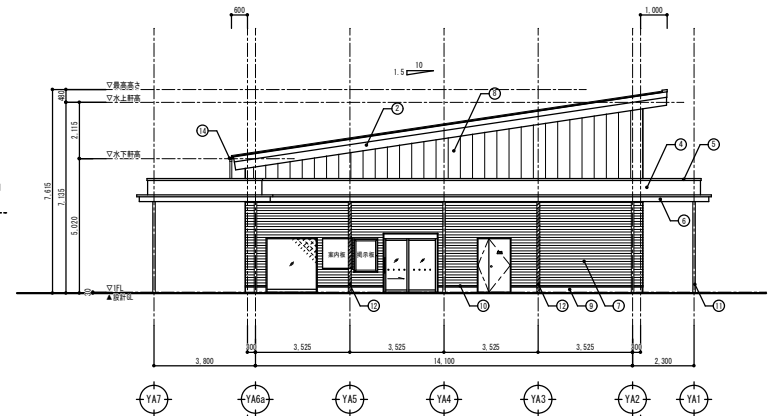 600
1,000
10
1.5
▽最高高さ
480
▽水上軒高
⑧
②
2,115
⑭
④
⑤
▽水下軒高
7,615
7,135
5,020
⑥
案内板
掲示板
▽1FL
▲設計GL
⑫
⑩
⑫
⑨
⑦
⑪
3,525
3,525
3,525
3,525
3,800
14,100
2,300
YA7
YA6a
YA5
YA4
YA3
YA2
YA1